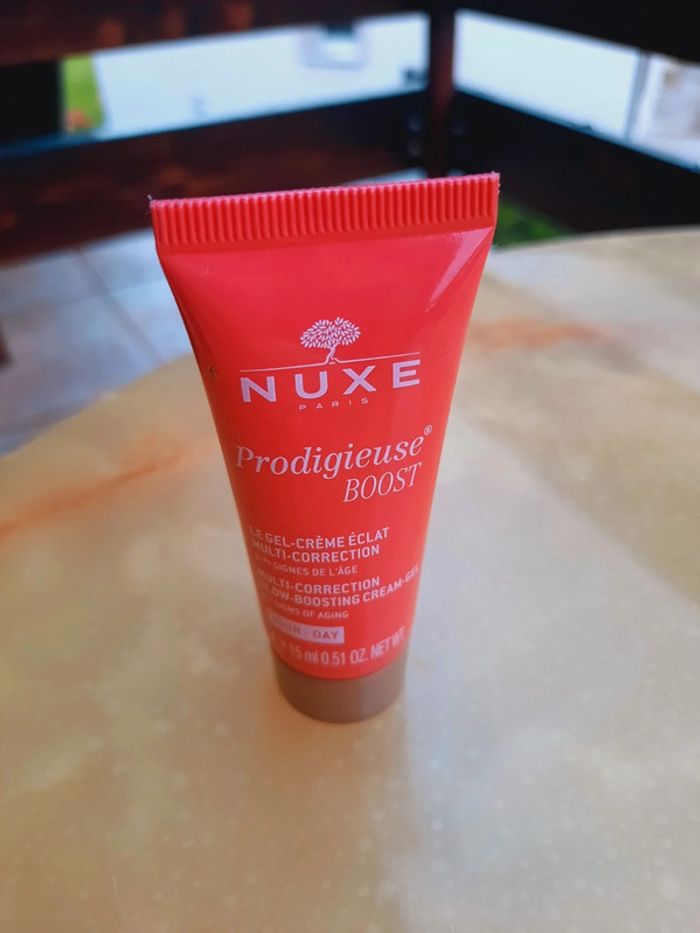 NUXE
PARIS
Prodigieuse®
BOOST
LE GEL-CRÈME ÉCLAT
MULTI-CORRECTION
SIGNES DE L'ÂGE
MULTI-CORRECTION
GLOW-BOOSTING CREAM-GEL
SIGNS OF AGING
JOUR - DAY
15 ml 0.51 OZ. NET WT.